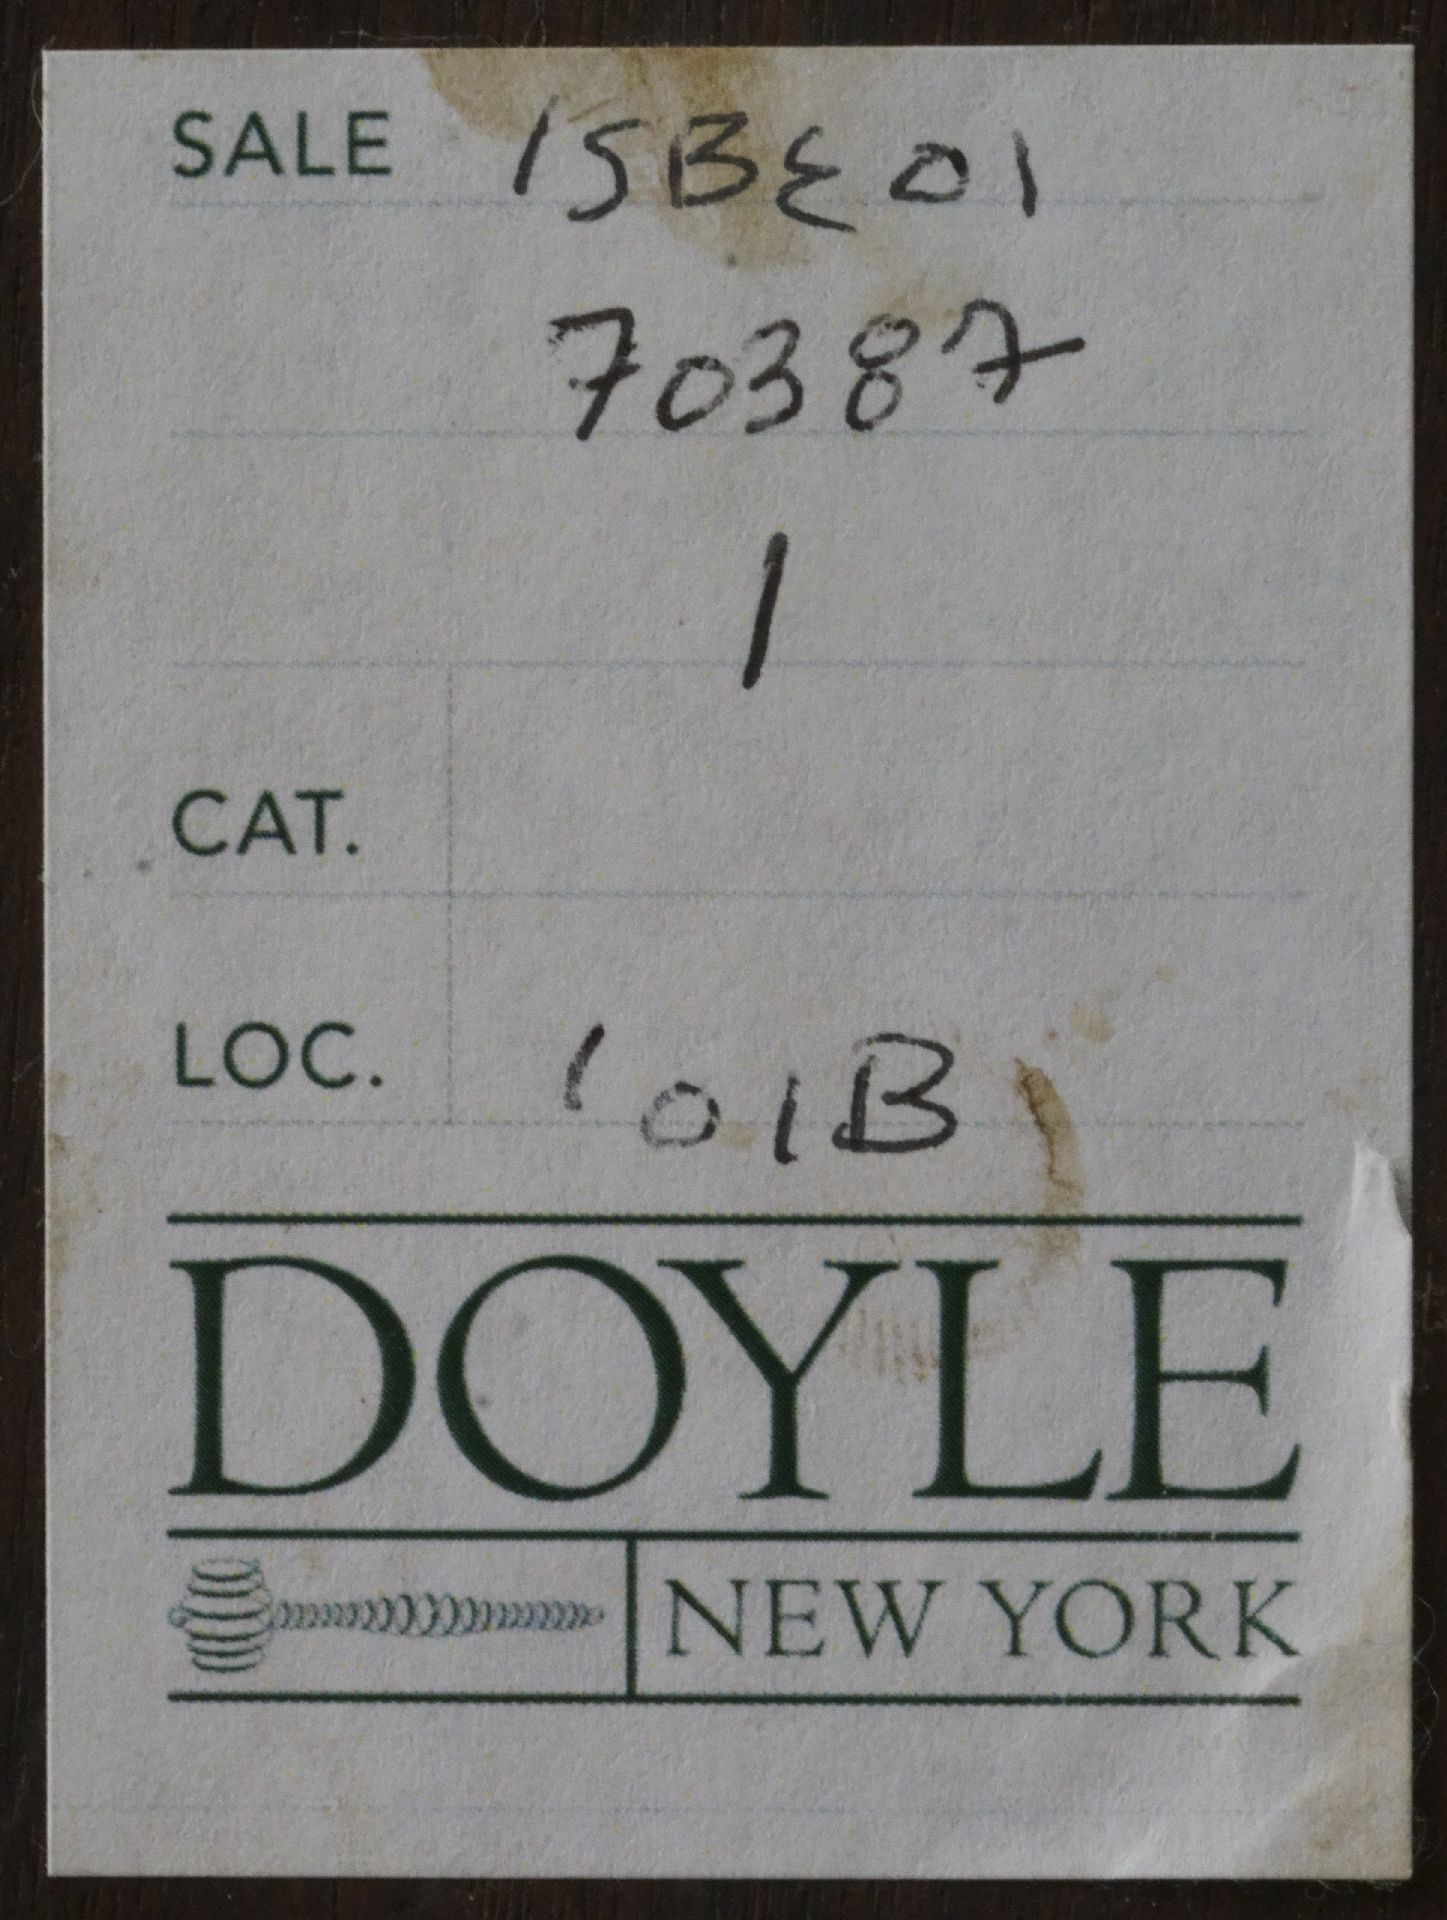 SALE 15BE01
70387
1
CAT.
LOC. 101B
DOYLE
NEW YORK